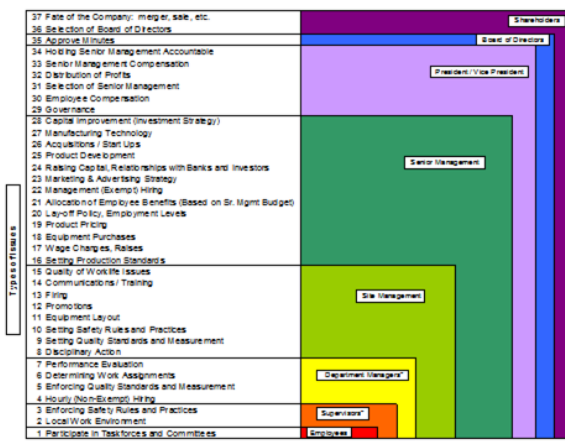 37 Fate of the Company: merger, sale, etc.
36 Selection of Board of Directors
35 Approve Minutes
34 Holding Senior Management Accountable
33 Senior Management Compensation
32 Distribution of Profits
31 Selection of Senior Management
30 Employee Compensation
29 Governance
28 Capital Improvement (Investment Strategy)
27 Manufacturing Technology
26 Acquisitions / Start Ups
25 Product Development
24 Raising Capital, Relationships with Banks and Investors
23 Marketing & Advertising Strategy
22 Management (Exempt) Hiring
21 Allocation of Employee Benefits (Based on Sr. Mgmt Budget)
20 Lay-off Policy, Employment Levels
19 Product Pricing
18 Equipment Purchases
17 Wage Changes, Raises
16 Setting Production Standards
15 Quality of Worklife Issues
14 Communications / Training
13 Firing
12 Promotions
11 Equipment Layout
10 Setting Safety Rules and Practices
9 Setting Quality Standards and Measurement
8 Disciplinary Action
7 Performance Evaluation
6 Determining Work Assignments
5 Enforcing Quality Standards and Measurement
4 Hourly (Non-Exempt) Hiring
3 Enforcing Safety Rules and Practices
2 Local Work Environment
1 Participate in Taskforces and Committees
Types of Issues
Shareholders
Board of Directors
President / Vice President
Senior Management
Site Management
Department Managers*
Supervisors*
Employees